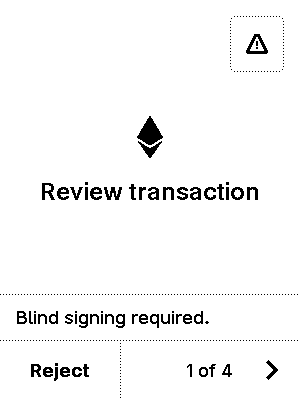 Review transaction
Blind signing required.
Reject
1 of 4